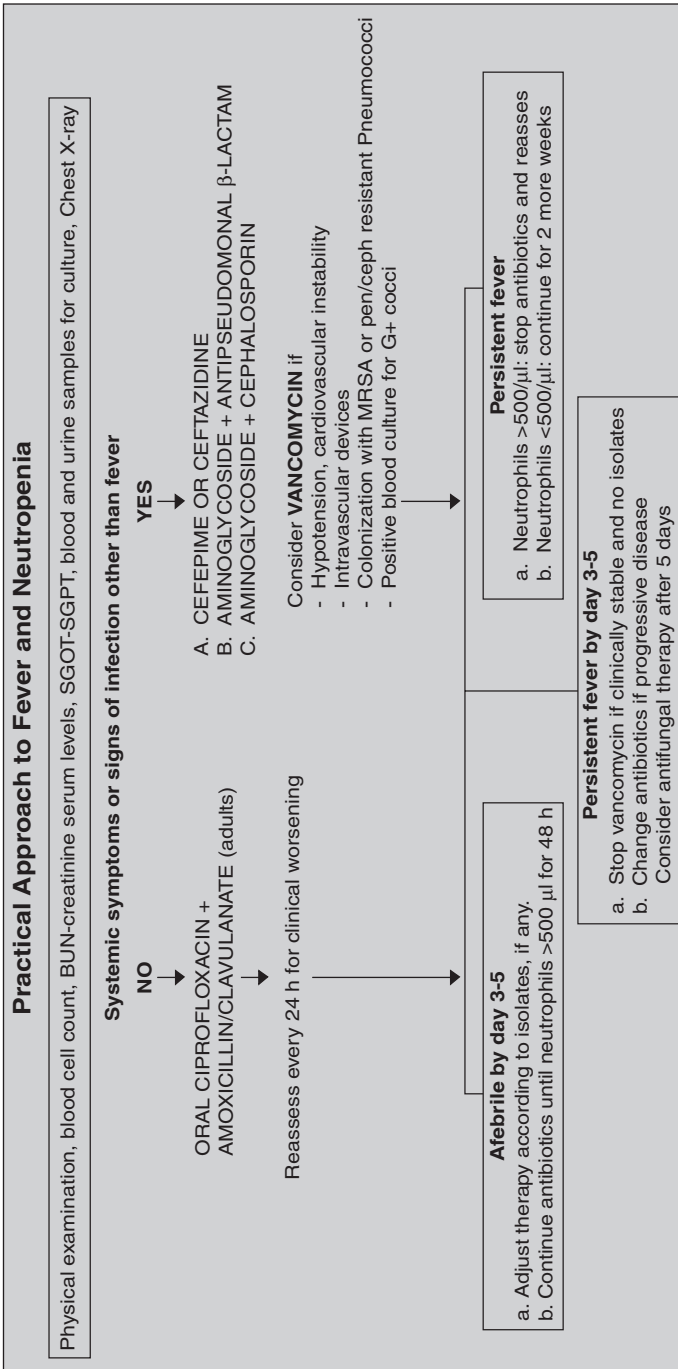 Practical Approach to Fever and Neutropenia
Physical examination, blood cell count, BUN-creatinine serum levels, SGOT-SGPT, blood and urine samples for culture, Chest X-ray
Systemic symptoms or signs of infection other than fever
NO
ORAL CIPROFLOXACIN +
AMOXICILLIN/CLAVULANATE (adults)
Reassess every 24 h for clinical worsening
YES
A. CEFEPIME OR CEFTAZIDINE
B. AMINOGLYCOSIDE + ANTIPSEUDOMONAL β-LACTAM
C. AMINOGLYCOSIDE + CEPHALOSPORIN
Consider VANCOMYCIN if
- Hypotension, cardiovascular instability
- Intravascular devices
- Colonization with MRSA or pen/ceph resistant Pneumococci
- Positive blood culture for G+ cocci
Afebrile by day 3-5
a. Adjust therapy according to isolates, if any.
b. Continue antibiotics until neutrophils >500 µl for 48 h
Persistent fever
a. Neutrophils >500/µl: stop antibiotics and reasses
b. Neutrophils <500/µl: continue for 2 more weeks
Persistent fever by day 3-5
a. Stop vancomycin if clinically stable and no isolates
b. Change antibiotics if progressive disease
Consider antifungal therapy after 5 days